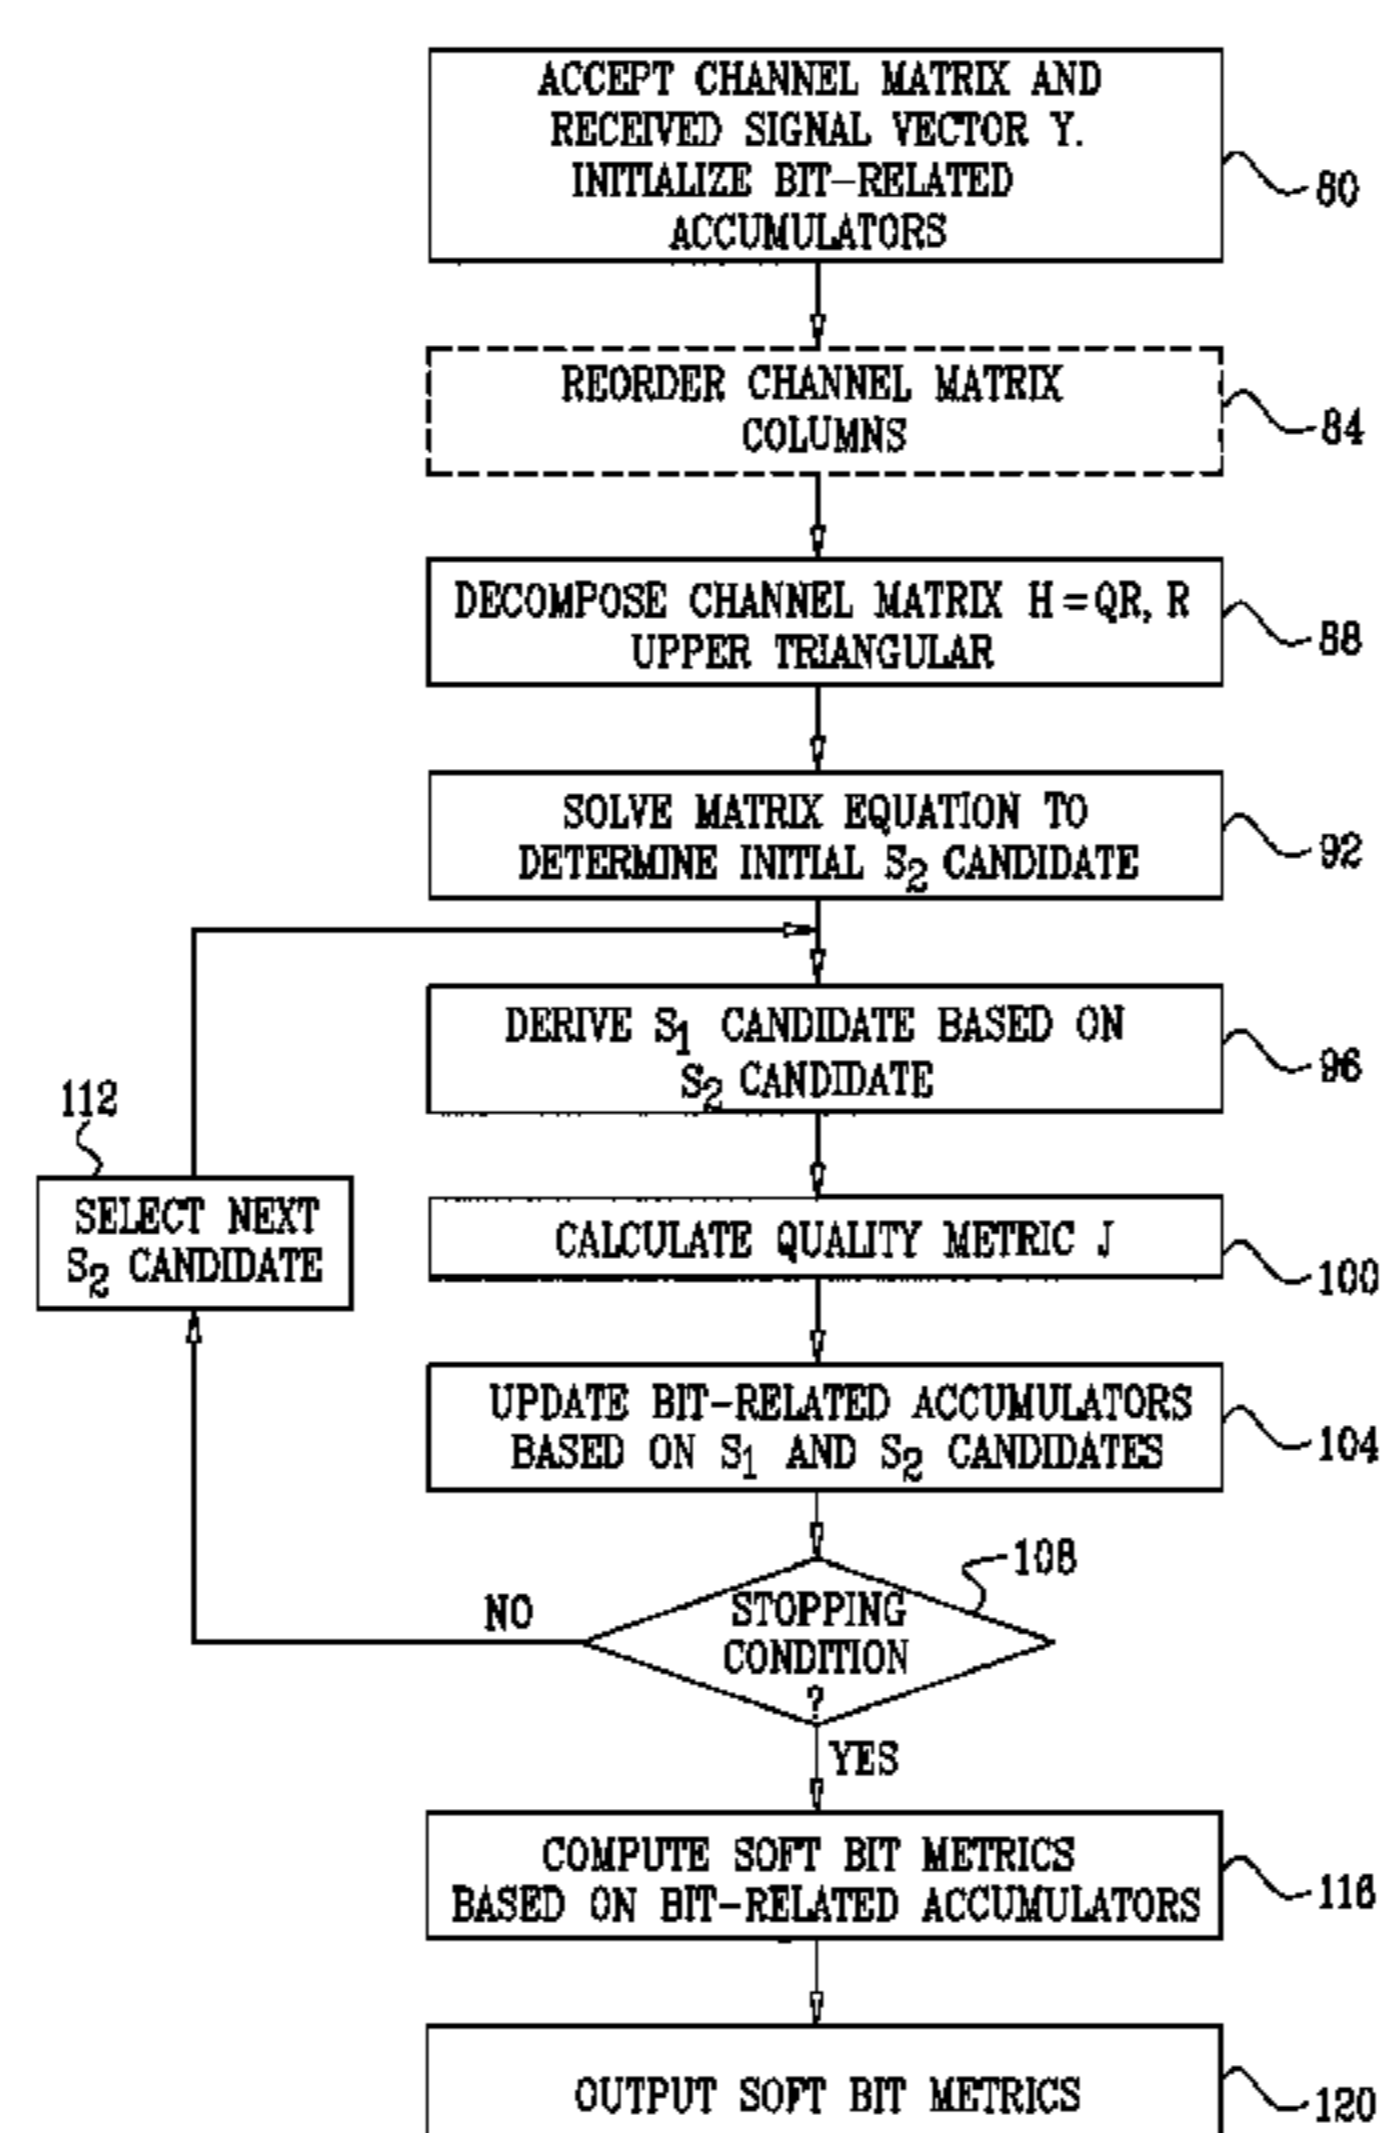 ACCEPT CHANNEL MATRIX AND
RECEIVED SIGNAL VECTOR Y.
INITIALIZE BIT-RELATED
ACCUMULATORS
80
REORDER CHANNEL MATRIX
COLUMNS
84
DECOMPOSE CHANNEL MATRIX H=QR, R
UPPER TRIANGULAR
88
SOLVE MATRIX EQUATION TO
DETERMINE INITIAL S2 CANDIDATE
92
DERIVE S1 CANDIDATE BASED ON
S2 CANDIDATE
96
112
SELECT NEXT
S2 CANDIDATE
CALCULATE QUALITY METRIC J
100
UPDATE BIT-RELATED ACCUMULATORS
BASED ON S1 AND S2 CANDIDATES
104
108
NO
STOPPING
CONDITION
?
YES
COMPUTE SOFT BIT METRICS
BASED ON BIT-RELATED ACCUMULATORS
116
OUTPUT SOFT BIT METRICS
120